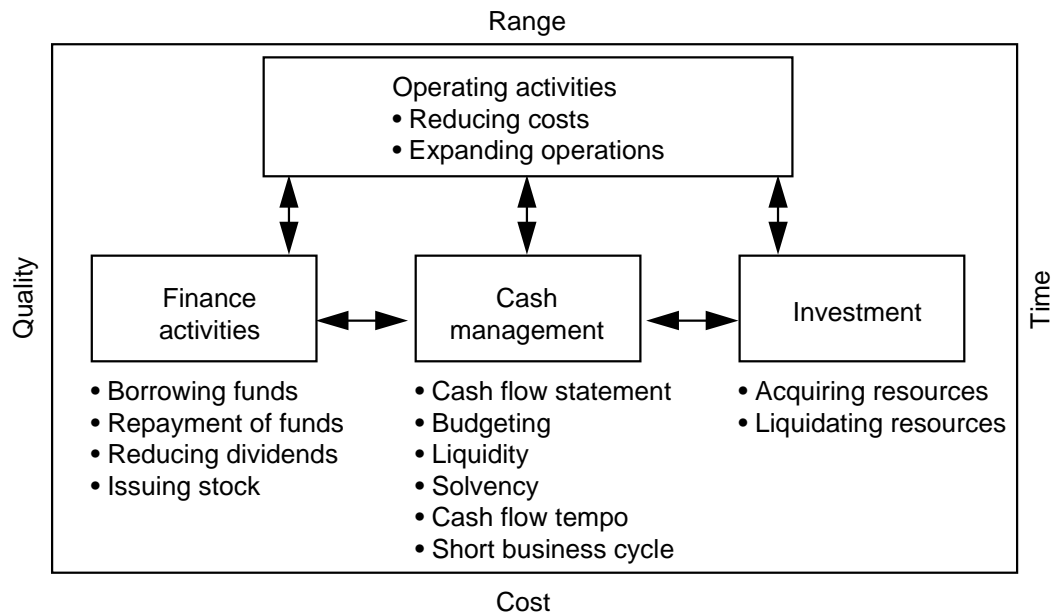 Range
Operating activities
• Reducing costs
• Expanding operations
Quality
Time
Finance
activities
Cash
management
Investment
• Borrowing funds
• Repayment of funds
• Reducing dividends
• Issuing stock
• Cash flow statement
• Budgeting
• Liquidity
• Solvency
• Cash flow tempo
• Short business cycle
• Acquiring resources
• Liquidating resources
Cost